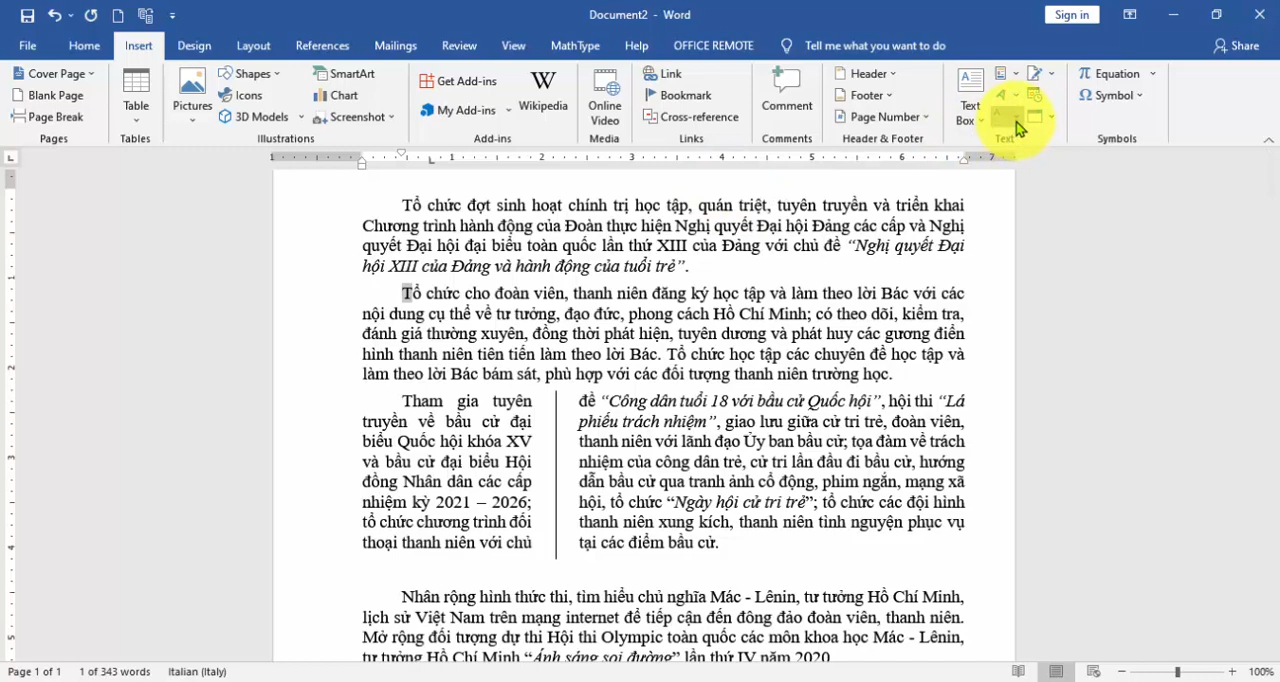 Document2 - Word
Sign in
File Home Insert Design Layout References Mailings Review View MathType Help OFFICE REMOTE Tell me what you want to do Share
Cover Page
Blank Page
Page Break
Pages
Table
Tables
Pictures
Shapes
Icons
3D Models
SmartArt
Chart
Screenshot
Illustrations
Get Add-ins
My Add-ins
W
Wikipedia
Add-ins
Online
Video
Media
Link
Bookmark
Cross-reference
Links
Comment
Comments
Header
Footer
Page Number
Header & Footer
Text
Box
Text
π Equation
Ω Symbol
Symbols
1 1 2 3 4 5 6 7
Tổ chức đợt sinh hoạt chính trị học tập, quán triệt, tuyên truyền và triển khai
Chương trình hành động của Đoàn thực hiện Nghị quyết Đại hội Đảng các cấp và Nghị
quyết Đại hội đại biểu toàn quốc lần thứ XIII của Đảng với chủ đề “Nghị quyết Đại
hội XIII của Đảng và hành động của tuổi trẻ”.
Tổ chức cho đoàn viên, thanh niên đăng ký học tập và làm theo lời Bác với các
nội dung cụ thể về tư tưởng, đạo đức, phong cách Hồ Chí Minh; có theo dõi, kiểm tra,
đánh giá thường xuyên, đồng thời phát hiện, tuyên dương và phát huy các gương điển
hình thanh niên tiên tiến làm theo lời Bác. Tổ chức học tập các chuyên đề học tập và
làm theo lời Bác bám sát, phù hợp với các đối tượng thanh niên trường học.
Tham gia tuyên
truyền về bầu cử đại
biểu Quốc hội khóa XV
và bầu cử đại biểu Hội
đồng Nhân dân các cấp
nhiệm kỳ 2021 – 2026;
tổ chức chương trình đối
thoại thanh niên với chủ
đề “Công dân tuổi 18 với bầu cử Quốc hội”, hội thi “Lá
phiếu trách nhiệm”, giao lưu giữa cử tri trẻ, đoàn viên,
thanh niên với lãnh đạo Ủy ban bầu cử; tọa đàm về trách
nhiệm của công dân trẻ, cử tri lần đầu đi bầu cử, hướng
dẫn bầu cử qua tranh ảnh cổ động, phim ngắn, mạng xã
hội, tổ chức “Ngày hội cử tri trẻ”; tổ chức các đội hình
thanh niên xung kích, thanh niên tình nguyện phục vụ
tại các điểm bầu cử.
Nhân rộng hình thức thi, tìm hiểu chủ nghĩa Mác - Lênin, tư tưởng Hồ Chí Minh,
lịch sử Việt Nam trên mạng internet để tiếp cận đến đông đảo đoàn viên, thanh niên.
Mở rộng đối tượng dự thi Hội thi Olympic toàn quốc các môn khoa học Mác - Lênin,
tư tưởng Hồ Chí Minh “Ánh sáng soi đường” lần thứ IV năm 2020
1 2 3 4 5
Page 1 of 1 1 of 343 words Italian (Italy) 100%